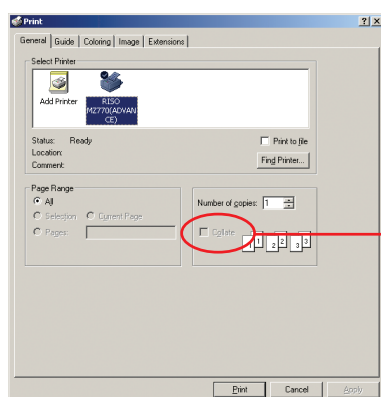 Print
General Guide Coloring Image Extensions
Select Printer
Add Printer
RISO
MZ770(ADVAN
CE)
Status: Ready
Location:
Comment:
Print to file
Find Printer...
Page Range
All
Selection Current Page
Pages:
Number of copies: 1
Collate
1 1 2 2 3 3
Print Cancel Apply